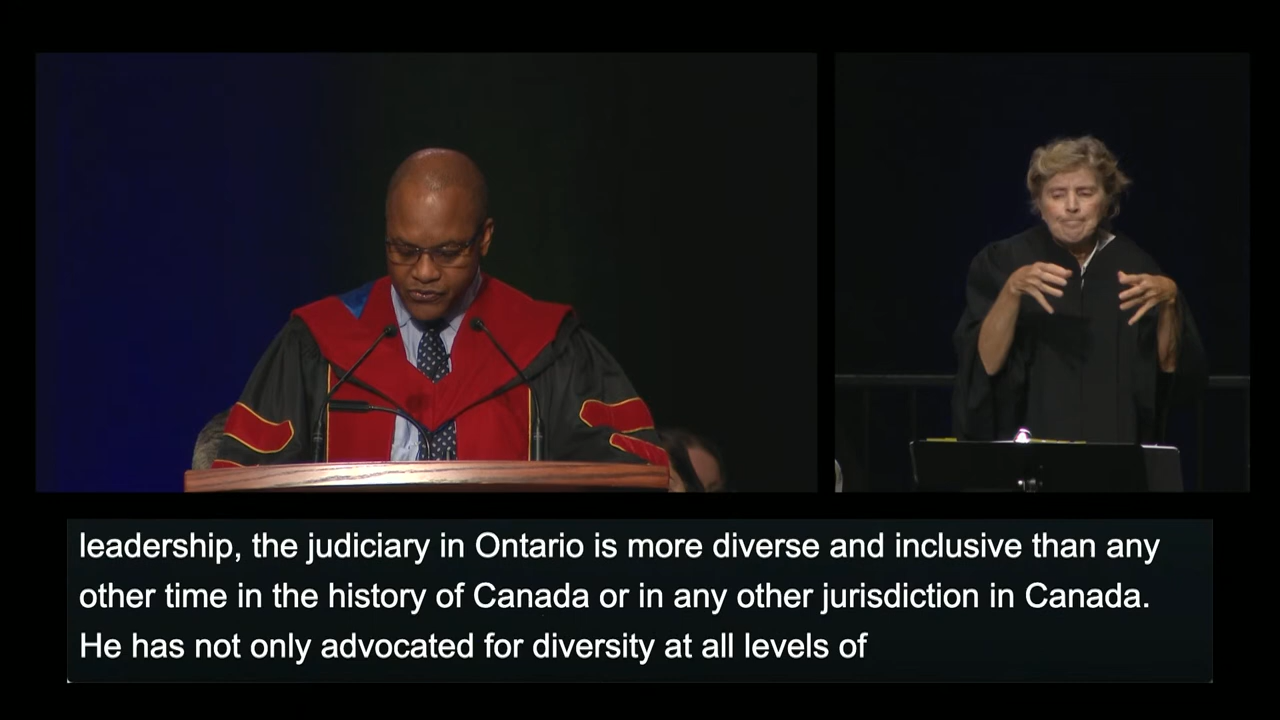 leadership, the judiciary in Ontario is more diverse and inclusive than any
other time in the history of Canada or in any other jurisdiction in Canada.
He has not only advocated for diversity at all levels of